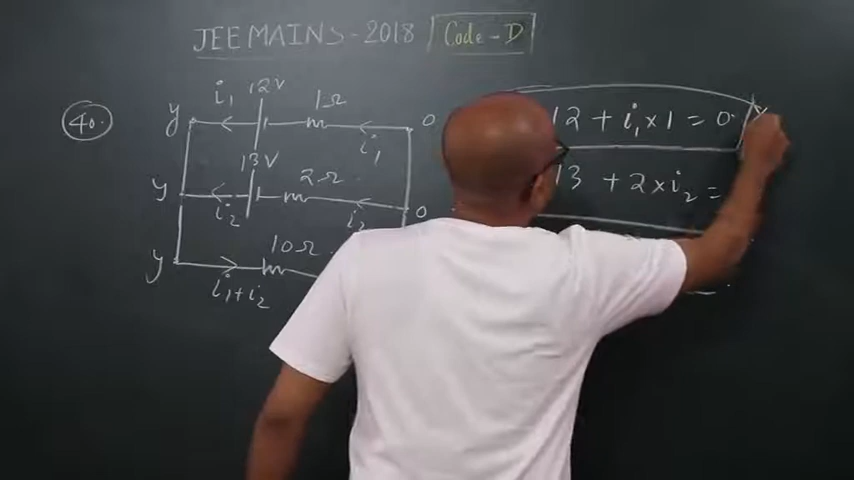 JEE MAINS-2018 Code-D
40.
i₁ 12V 1Ω
y i₁ 0
12 + i₁×1 = 0
13V 2Ω
y i₂ i₂ 0
13 + 2×i₂ =
10Ω
y i₁+i₂